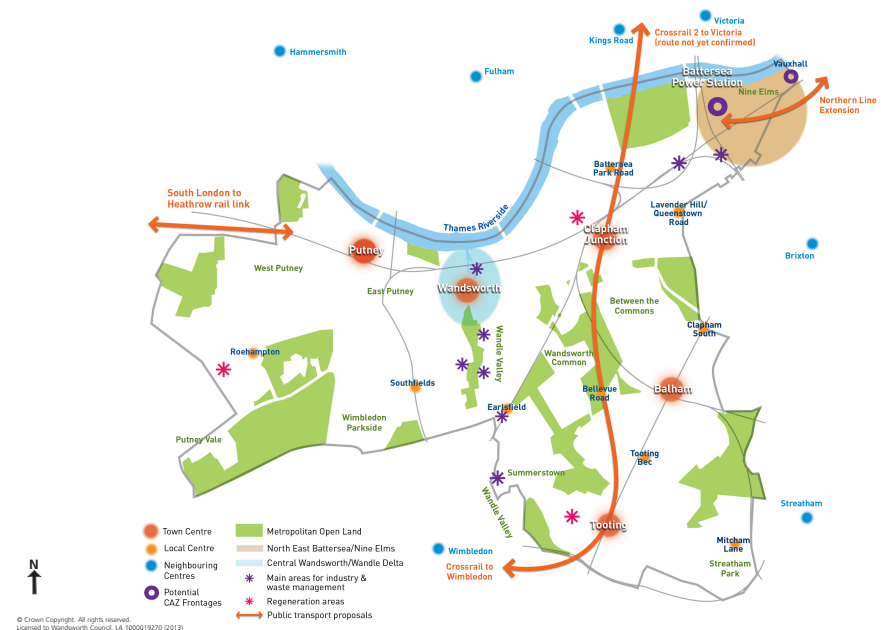 Victoria
Kings Road
Crossrail 2 to Victoria
(route not yet confirmed)
Hammersmith
Fulham
Vauxhall
Battersea
Power Station
Nine Elms
Northern Line
Extension
Battersea
Park Road
South London to
Heathrow rail link
Lavender Hill/
Queenstown
Road
Thames Riverside
Clapham
Junction
Putney
Brixton
West Putney
East Putney
Wandsworth
Between the
Commons
Clapham
South
Wandle Valley
Roehampton
Wandsworth
Common
Southfields
Bellevue
Road
Balham
Earlsfield
Wimbledon
Parkside
Putney Vale
Tooting
Bec
Summerstown
Wandle Valley
Streatham
Tooting
Mitcham
Lane
Wimbledon
Crossrail to
Wimbledon
Streatham
Park
N
Town Centre
Local Centre
Neighbouring
Centres
Potential
CAZ Frontages
Metropolitan Open Land
North East Battersea/Nine Elms
Central Wandsworth/Wandle Delta
Main areas for industry &
waste management
Regeneration areas
Public transport proposals
© Crown Copyright. All rights reserved.
Licensed to Wandsworth Council. LA 1000019270 (2013)